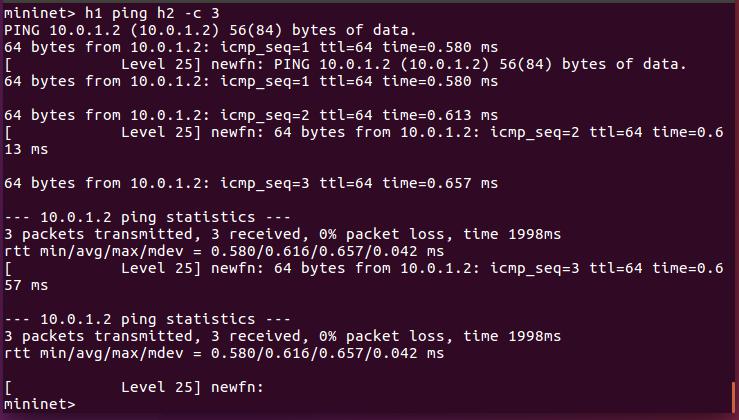 mininet> h1 ping h2 -c 3
PING 10.0.1.2 (10.0.1.2) 56(84) bytes of data.
64 bytes from 10.0.1.2: icmp_seq=1 ttl=64 time=0.580 ms
[            Level 25] newfn: PING 10.0.1.2 (10.0.1.2) 56(84) bytes of data.
64 bytes from 10.0.1.2: icmp_seq=1 ttl=64 time=0.580 ms

64 bytes from 10.0.1.2: icmp_seq=2 ttl=64 time=0.613 ms
[            Level 25] newfn: 64 bytes from 10.0.1.2: icmp_seq=2 ttl=64 time=0.6
13 ms

64 bytes from 10.0.1.2: icmp_seq=3 ttl=64 time=0.657 ms

--- 10.0.1.2 ping statistics ---
3 packets transmitted, 3 received, 0% packet loss, time 1998ms
rtt min/avg/max/mdev = 0.580/0.616/0.657/0.042 ms
[            Level 25] newfn: 64 bytes from 10.0.1.2: icmp_seq=3 ttl=64 time=0.6
57 ms

--- 10.0.1.2 ping statistics ---
3 packets transmitted, 3 received, 0% packet loss, time 1998ms
rtt min/avg/max/mdev = 0.580/0.616/0.657/0.042 ms

[            Level 25] newfn:
mininet>